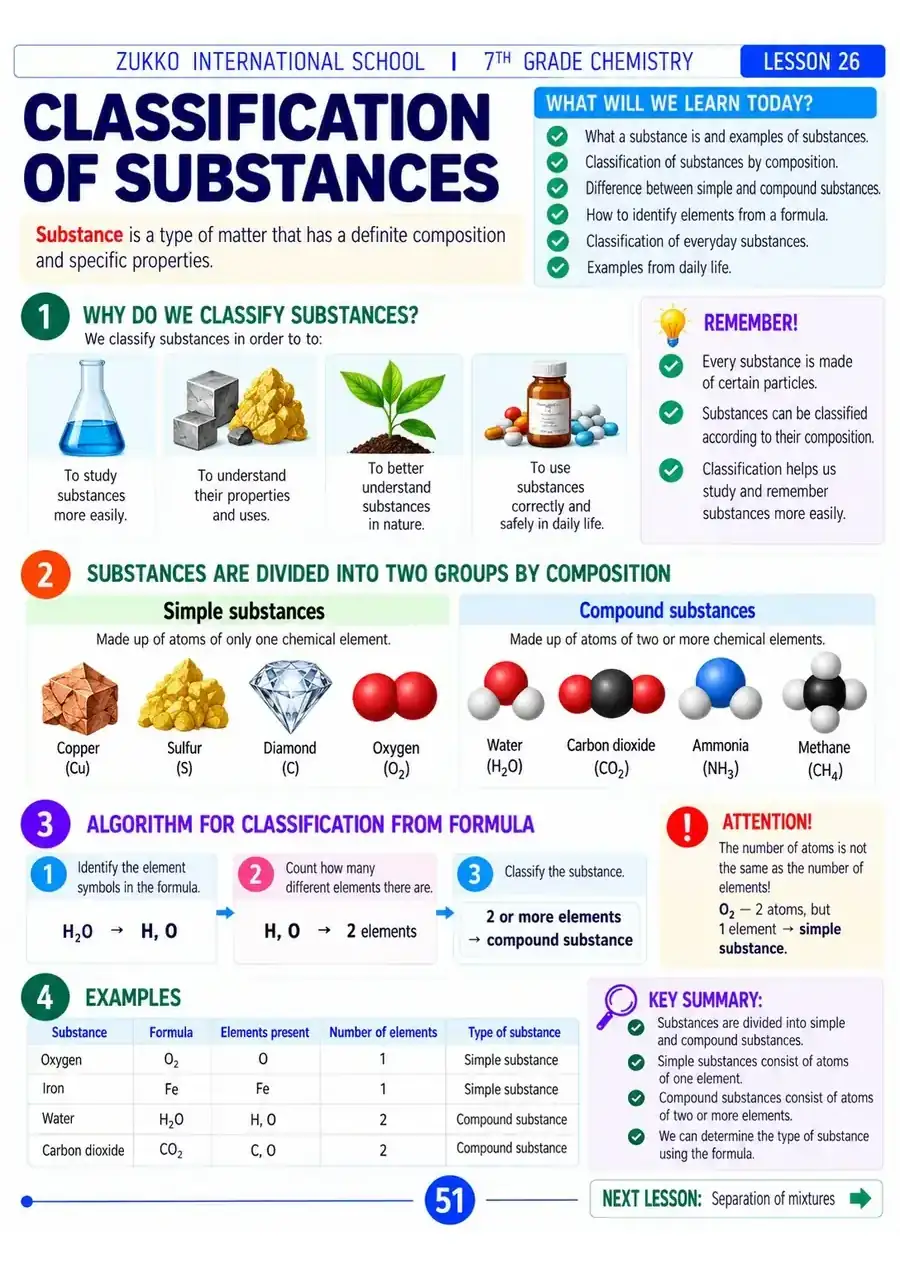 ZUKKO INTERNATIONAL SCHOOL | 7TH GRADE CHEMISTRY
LESSON 26
CLASSIFICATION
OF SUBSTANCES
Substance is a type of matter that has a definite composition
and specific properties.
WHAT WILL WE LEARN TODAY?
What a substance is and examples of substances.
Classification of substances by composition.
Difference between simple and compound substances.
How to identify elements from a formula.
Classification of everyday substances.
Examples from daily life.
1 WHY DO WE CLASSIFY SUBSTANCES?
We classify substances in order to to:
To study
substances
more easily.
To understand
their properties
and uses.
To better
understand
substances
in nature.
To use
substances
correctly and
safely in daily life.
REMEMBER!
Every substance is made
of certain particles.
Substances can be classified
according to their composition.
Classification helps us
study and remember
substances more easily.
2 SUBSTANCES ARE DIVIDED INTO TWO GROUPS BY COMPOSITION
Simple substances
Made up of atoms of only one chemical element.
Copper
(Cu)
Sulfur
(S)
Diamond
(C)
Oxygen
(O₂)
Compound substances
Made up of atoms of two or more chemical elements.
Water
(H₂O)
Carbon dioxide
(CO₂)
Ammonia
(NH₃)
Methane
(CH₄)
3 ALGORITHM FOR CLASSIFICATION FROM FORMULA
1 Identify the element
symbols in the formula.
H₂O → H, O
2 Count how many
different elements there are.
H, O → 2 elements
3 Classify the substance.
2 or more elements
→ compound substance
! ATTENTION!
The number of atoms is not
the same as the number of
elements!
O₂ — 2 atoms, but
1 element → simple
substance.
4 EXAMPLES
Substance Formula Elements present Number of elements Type of substance
Oxygen O₂ O 1 Simple substance
Iron Fe Fe 1 Simple substance
Water H₂O H, O 2 Compound substance
Carbon dioxide CO₂ C, O 2 Compound substance
KEY SUMMARY:
Substances are divided into simple
and compound substances.
Simple substances consist of atoms
of one element.
Compound substances consist of atoms
of two or more elements.
We can determine the type of substance
using the formula.
51
NEXT LESSON: Separation of mixtures